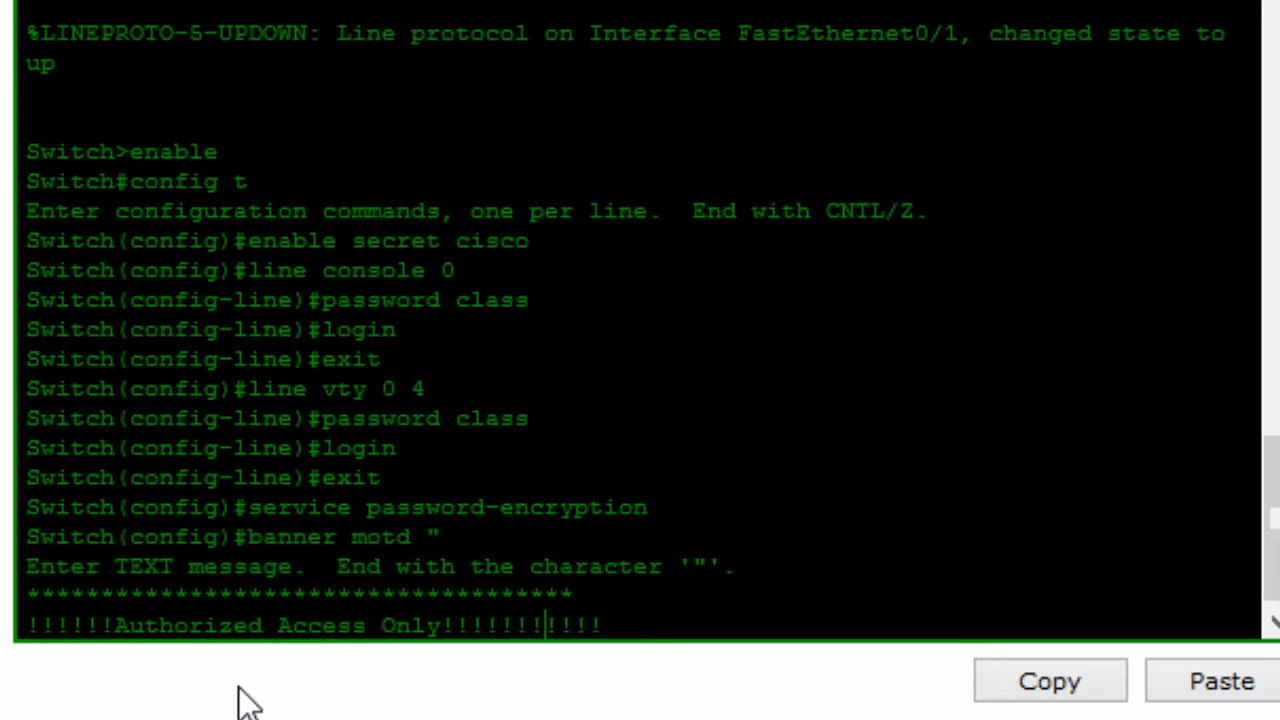 %LINEPROTO-5-UPDOWN: Line protocol on Interface FastEthernet0/1, changed state to
up
Switch>enable
Switch#config t
Enter configuration commands, one per line.  End with CNTL/Z.
Switch(config)#enable secret cisco
Switch(config)#line console 0
Switch(config-line)#password class
Switch(config-line)#login
Switch(config-line)#exit
Switch(config)#line vty 0 4
Switch(config-line)#password class
Switch(config-line)#login
Switch(config-line)#exit
Switch(config)#service password-encryption
Switch(config)#banner motd "
Enter TEXT message.  End with the character '"'.
*************************************
!!!!!!Authorized Access Only!!!!!!!!!!!
Copy Paste